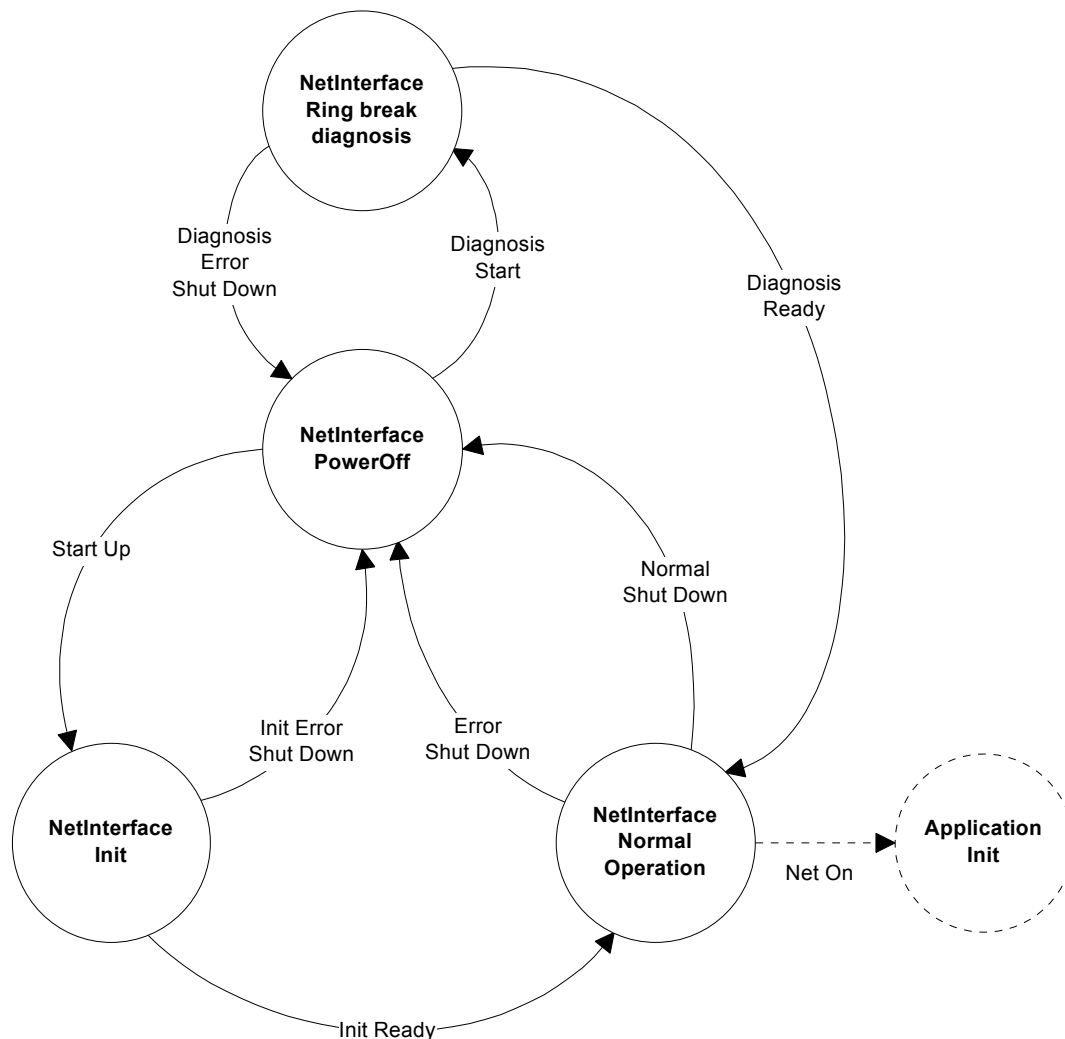 NetInterface
Ring break
diagnosis
Diagnosis
Error
Shut Down
Diagnosis
Start
Diagnosis
Ready
NetInterface
PowerOff
Start Up
Normal
Shut Down
Init Error
Shut Down
Error
Shut Down
NetInterface
Init
NetInterface
Normal
Operation
Net On
Application
Init
Init Ready